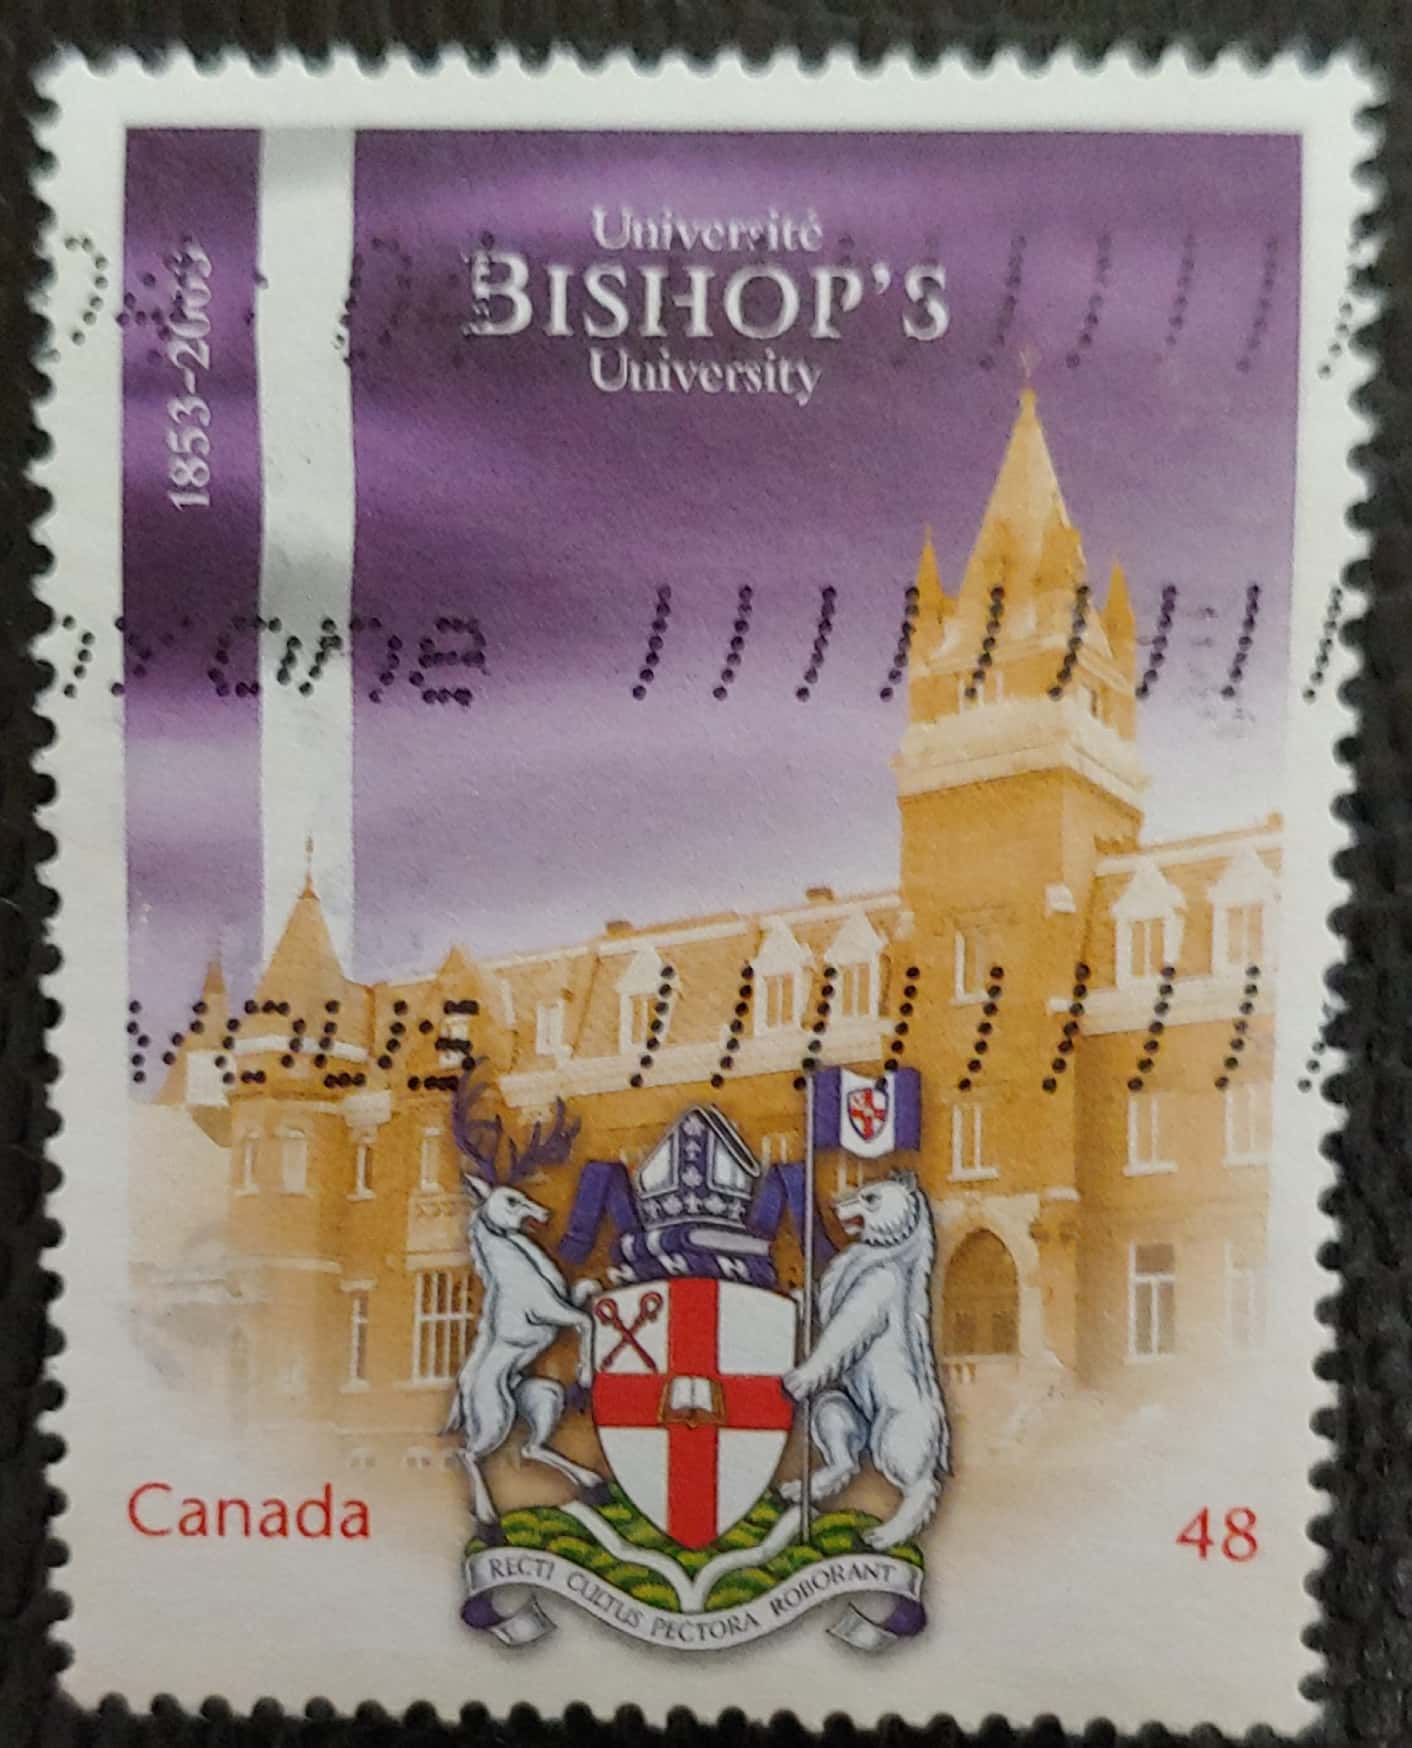 Université
BISHOP'S
University
1853-2003
Canada
48
RECTI CULTUS PECTORA ROBORANT